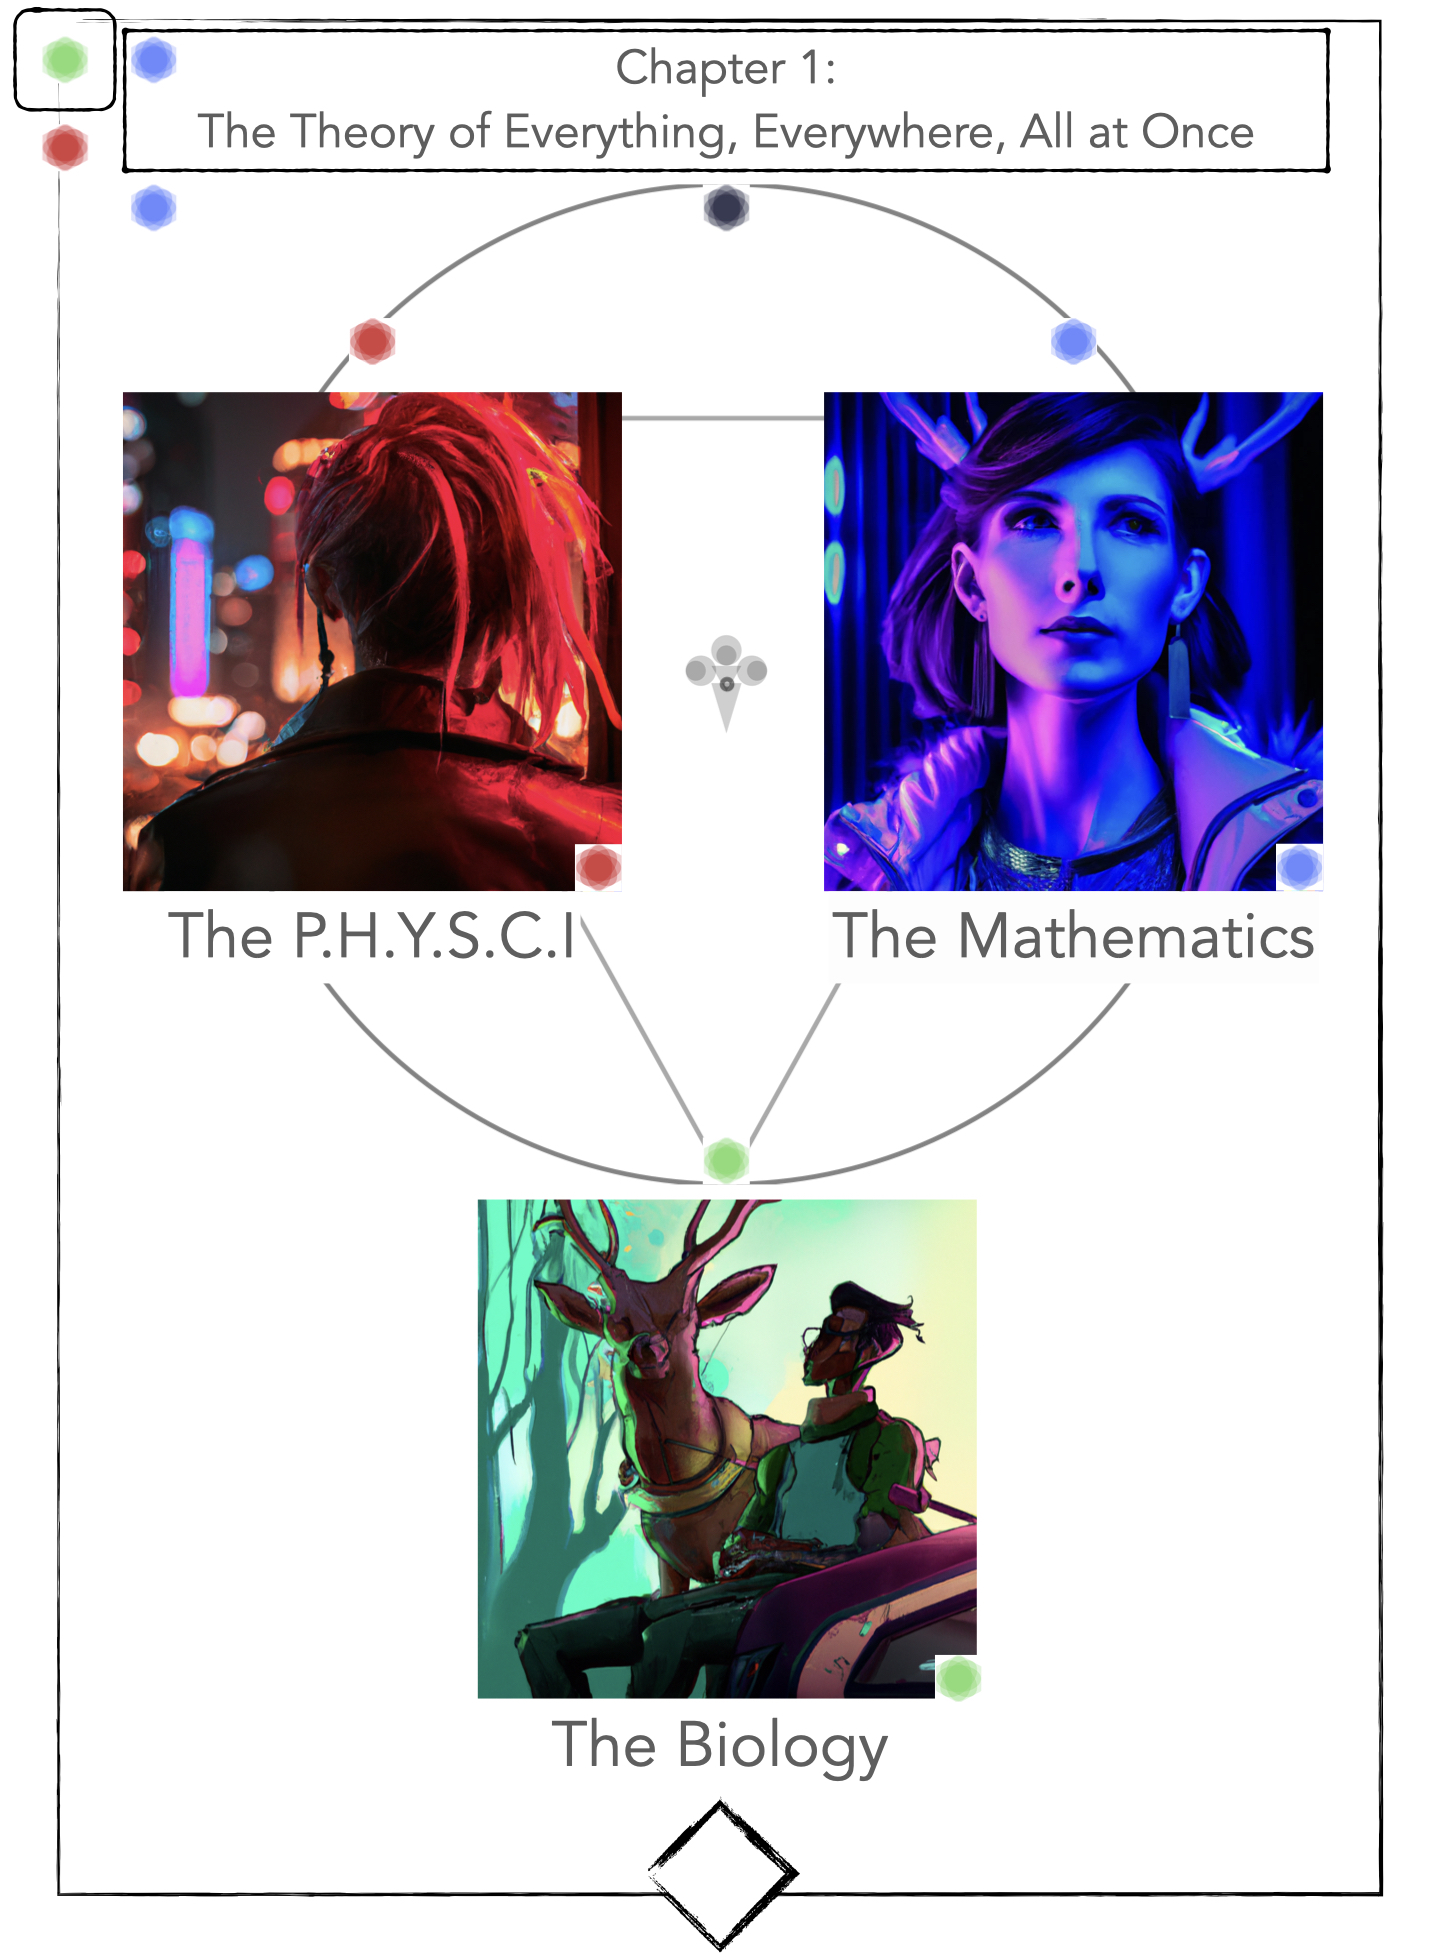 Chapter 1:
The Theory of Everything, Everywhere, All at Once
The P.H.Y.S.C.I
The Mathematics
The Biology